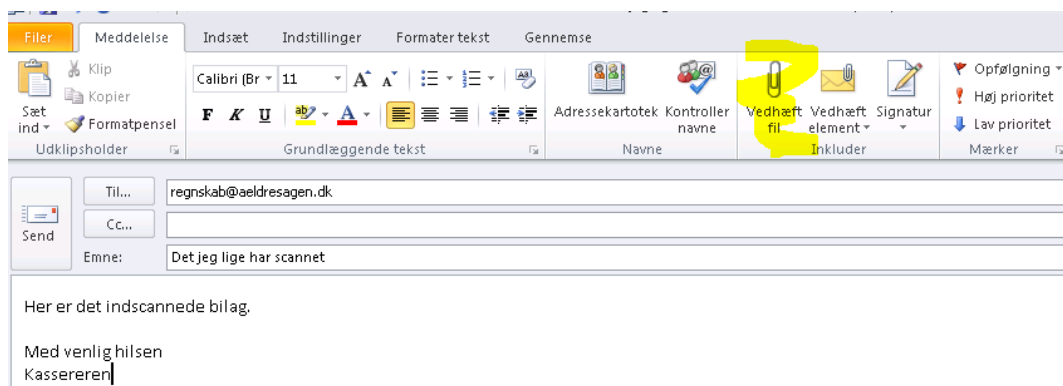 Filer Meddelelse Indsæt Indstillinger Formater tekst Gennemse
Sæt ind
Klip
Kopier
Formatpensel
Udklipsholder
Calibri (Br 11
F K U
Grundlæggende tekst
Adressekartotek
Kontroller navne
Navne
Vedhæft fil
Vedhæft element
Signatur
Inkluder
Opfølgning
Høj prioritet
Lav prioritet
Mærker
Send
Til... regnskab@aeldresagen.dk
Cc...
Emne: Det jeg lige har scannet
Her er det indscannede bilag.
Med venlig hilsen
Kassereren